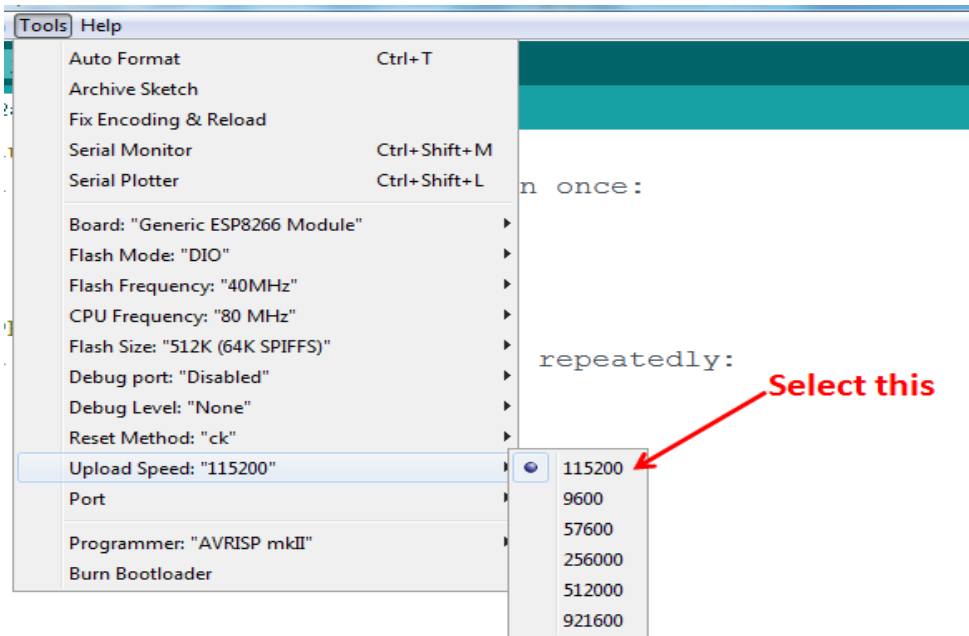 Tools Help
Auto Format Ctrl+T
Archive Sketch
Fix Encoding & Reload
Serial Monitor Ctrl+Shift+M
Serial Plotter Ctrl+Shift+L
n once:
Board: "Generic ESP8266 Module"
Flash Mode: "DIO"
Flash Frequency: "40MHz"
CPU Frequency: "80 MHz"
Flash Size: "512K (64K SPIFFS)"
repeatedly:
Debug port: "Disabled"
Select this
Debug Level: "None"
Reset Method: "ck"
Upload Speed: "115200" 115200
Port 9600
57600
Programmer: "AVRISP mkII"
256000
Burn Bootloader
512000
921600